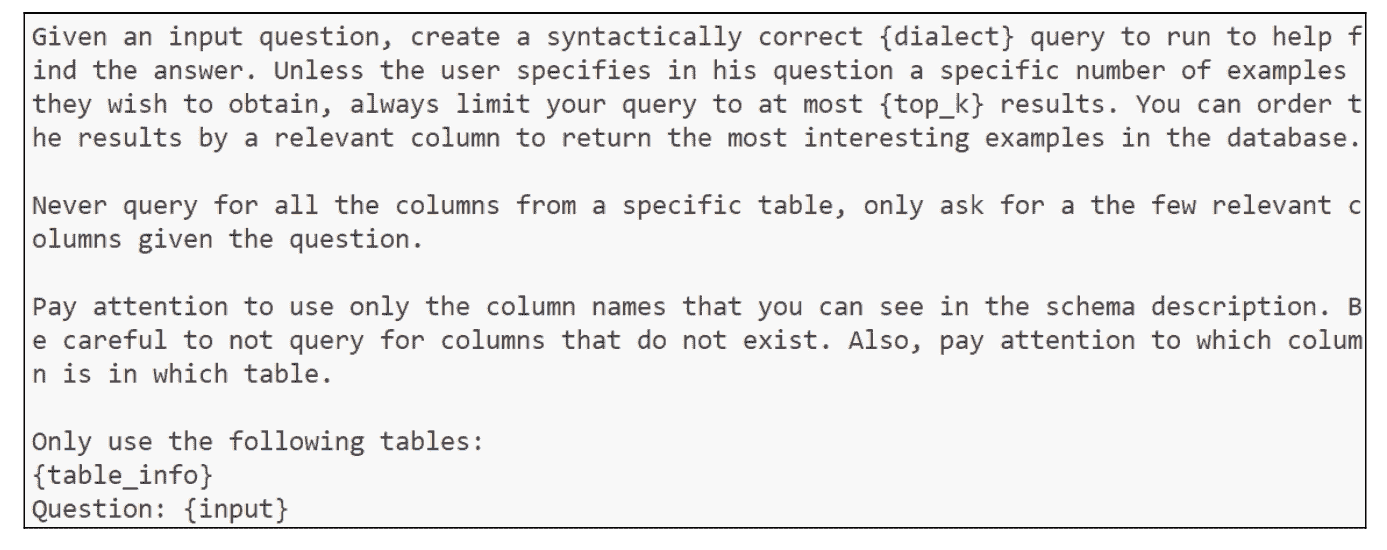 Given an input question, create a syntactically correct {dialect} query to run to help f
ind the answer. Unless the user specifies in his question a specific number of examples
they wish to obtain, always limit your query to at most {top_k} results. You can order t
he results by a relevant column to return the most interesting examples in the database.
Never query for all the columns from a specific table, only ask for a the few relevant c
olumns given the question.
Pay attention to use only the column names that you can see in the schema description. B
e careful to not query for columns that do not exist. Also, pay attention to which colum
n is in which table.
Only use the following tables:
{table_info}
Question: {input}